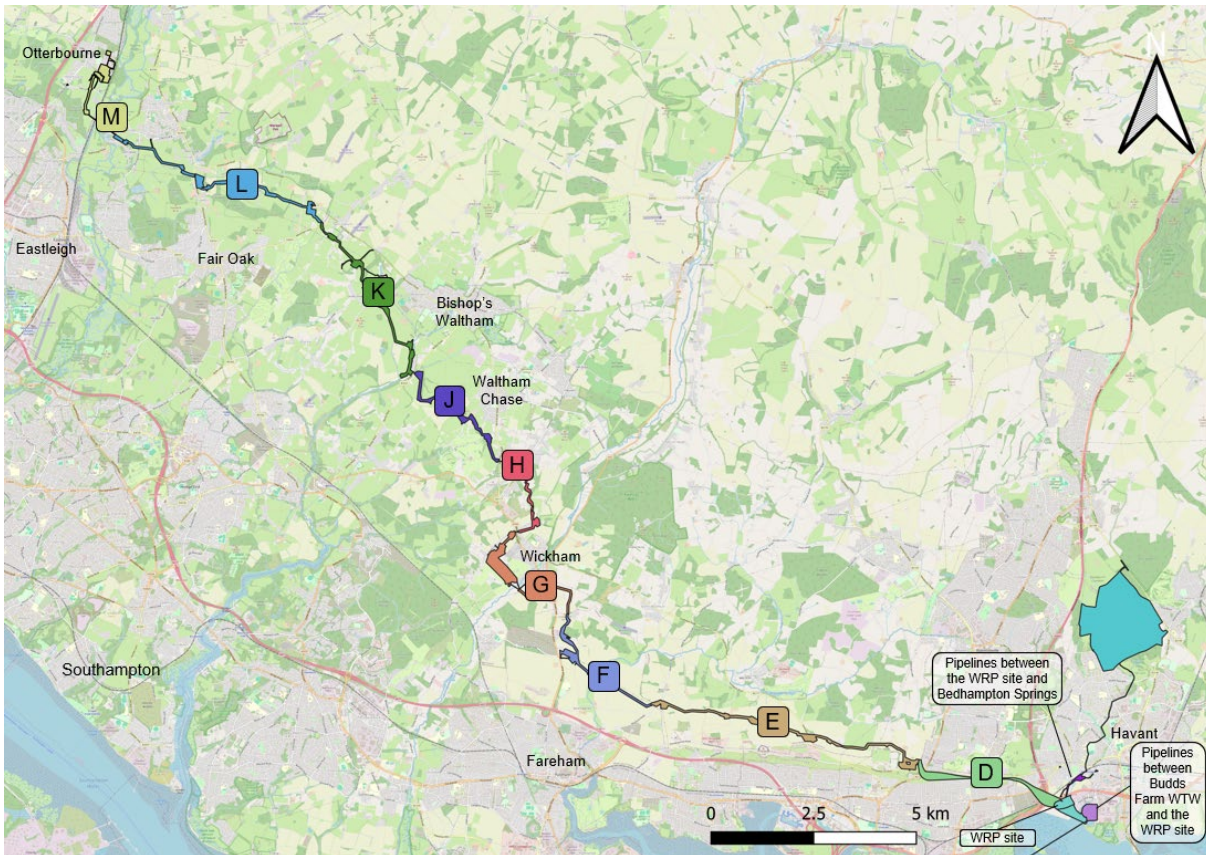 N
Otterbourne
M
L
Eastleigh
Fair Oak
K
Bishop's
Waltham
J
Waltham
Chase
H
Wickham
G
Southampton
F
Pipelines between
the WRP site and
Bedhampton Springs
E
Havant
Fareham
D
Pipelines
between
Budds
Farm WTW
and the
WRP site
0 2.5 5 km
WRP site